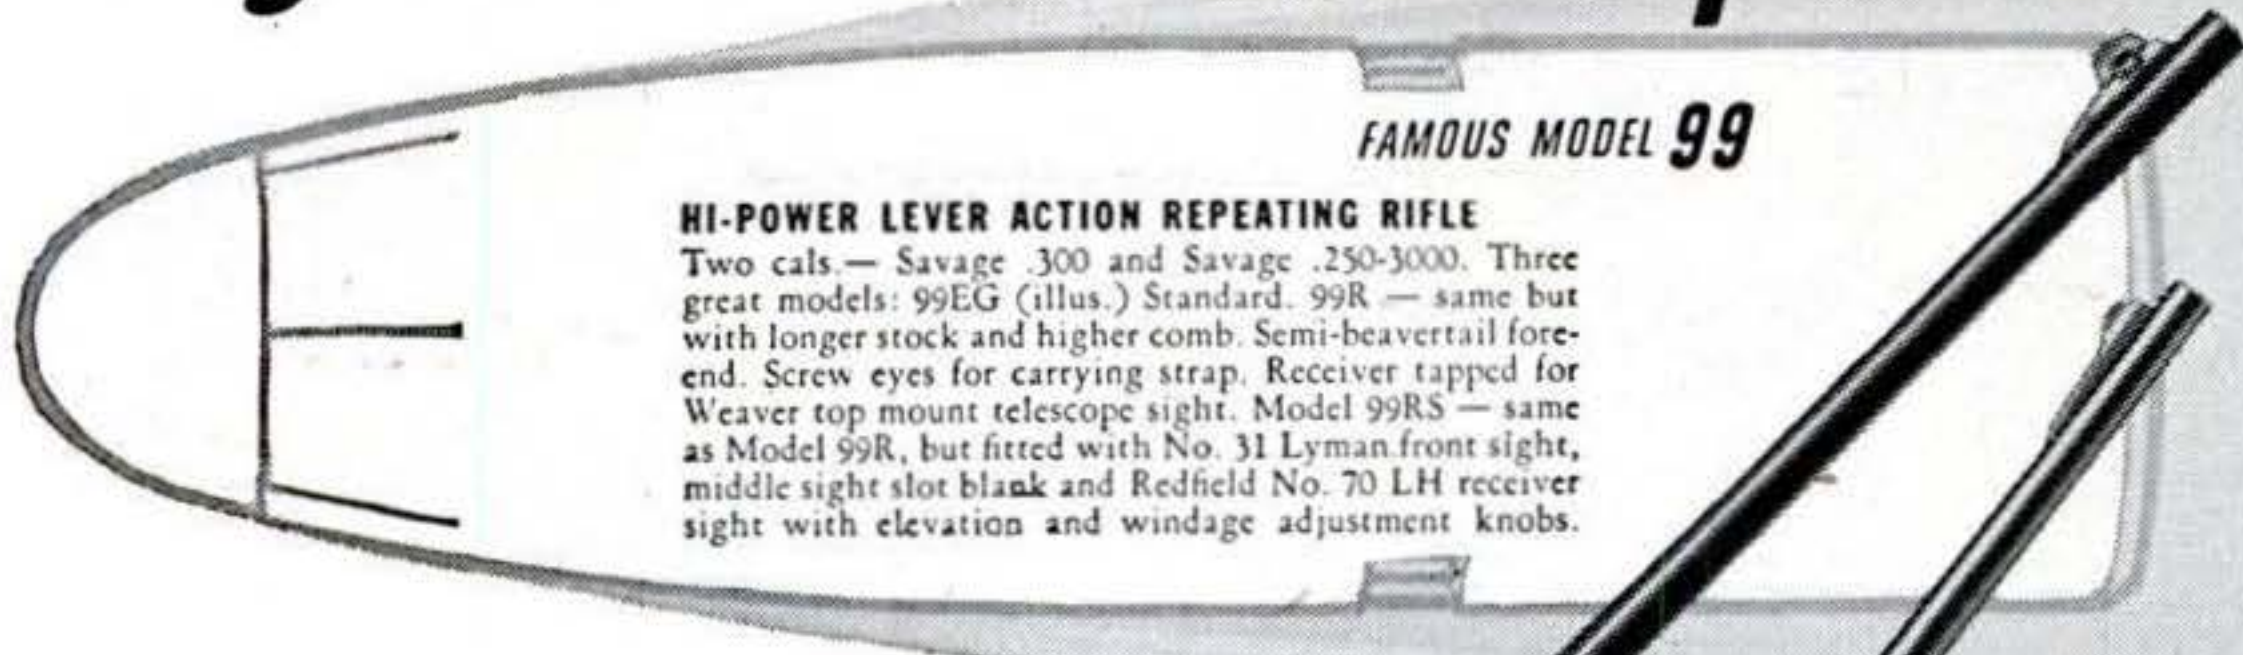 FAMOUS MODEL 99
HI-POWER LEVER ACTION REPEATING RIFLE
Two cals.— Savage .300 and Savage .250-3000. Three
great models: 99EG (illus.) Standard. 99R — same but
with longer stock and higher comb. Semi-beavertail fore-
end. Screw eyes for carrying strap. Receiver tapped for
Weaver top mount telescope sight. Model 99RS — same
as Model 99R, but fitted with No. 31 Lyman front sight,
middle sight slot blank and Redfield No. 70 LH receiver
sight with elevation and windage adjustment knobs.